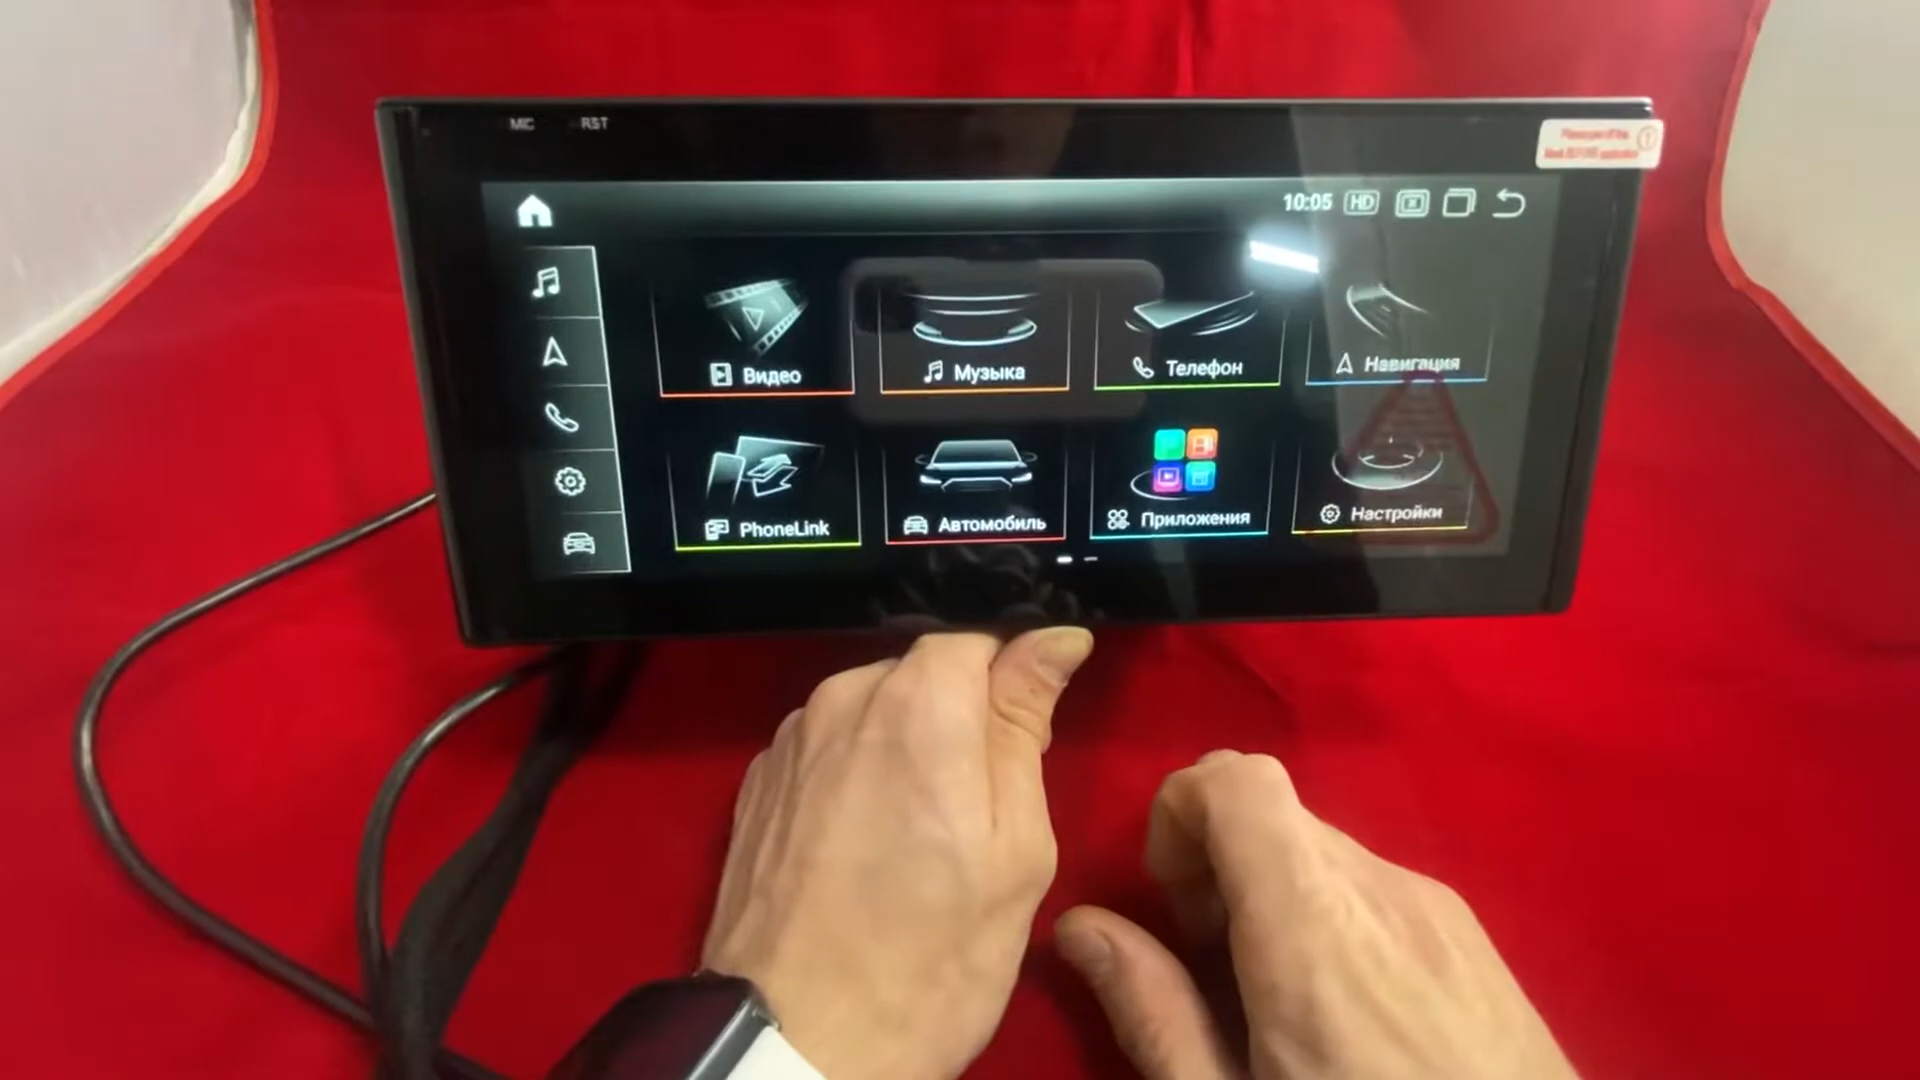 MIC RST
10:05 HD
Видео Музыка Телефон Навигация
PhoneLink Автомобиль Приложения Настройки